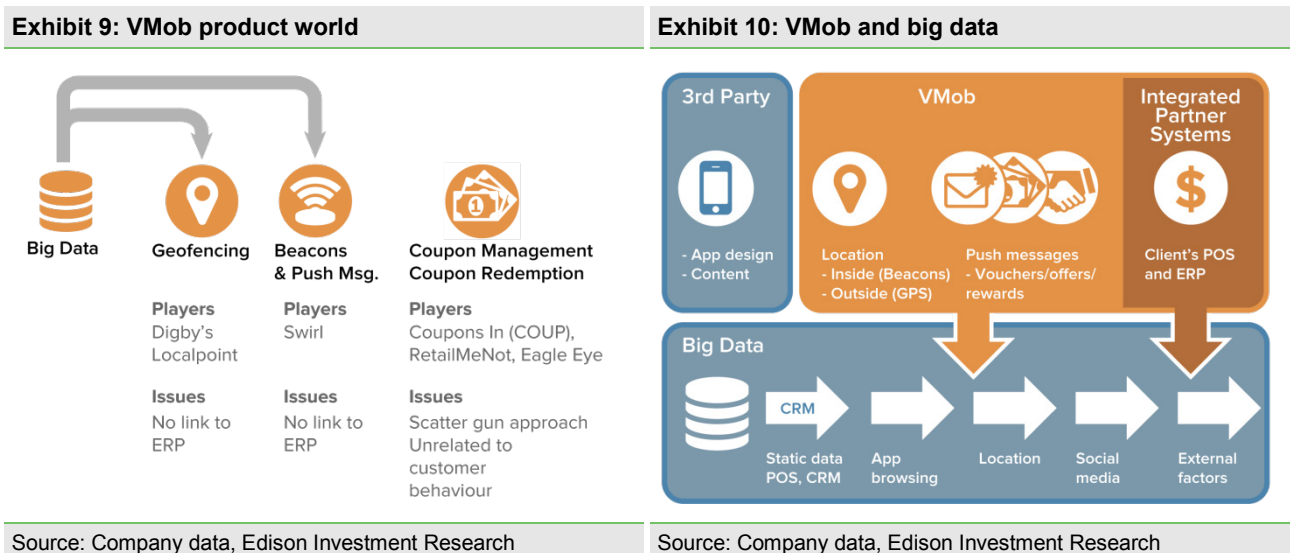 Exhibit 9: VMob product world
Big Data
Geofencing
Beacons
& Push Msg.
1
Coupon Management
Coupon Redemption
Players
Digby's
Localpoint
Players
Swirl
Players
Coupons In (COUP),
RetailMeNot, Eagle Eye
Issues
No link to
ERP
Issues
No link to
ERP
Issues
Scatter gun approach
Unrelated to
customer
behaviour
Source: Company data, Edison Investment Research
Exhibit 10: VMob and big data
3rd Party
- App design
- Content
VMob
Location
- Inside (Beacons)
- Outside (GPS)
Push messages
- Vouchers/offers/
rewards
Integrated
Partner
Systems
$
Client's POS
and ERP
Big Data
CRM
Static data
POS, CRM
App
browsing
Location
Social
media
External
factors
Source: Company data, Edison Investment Research